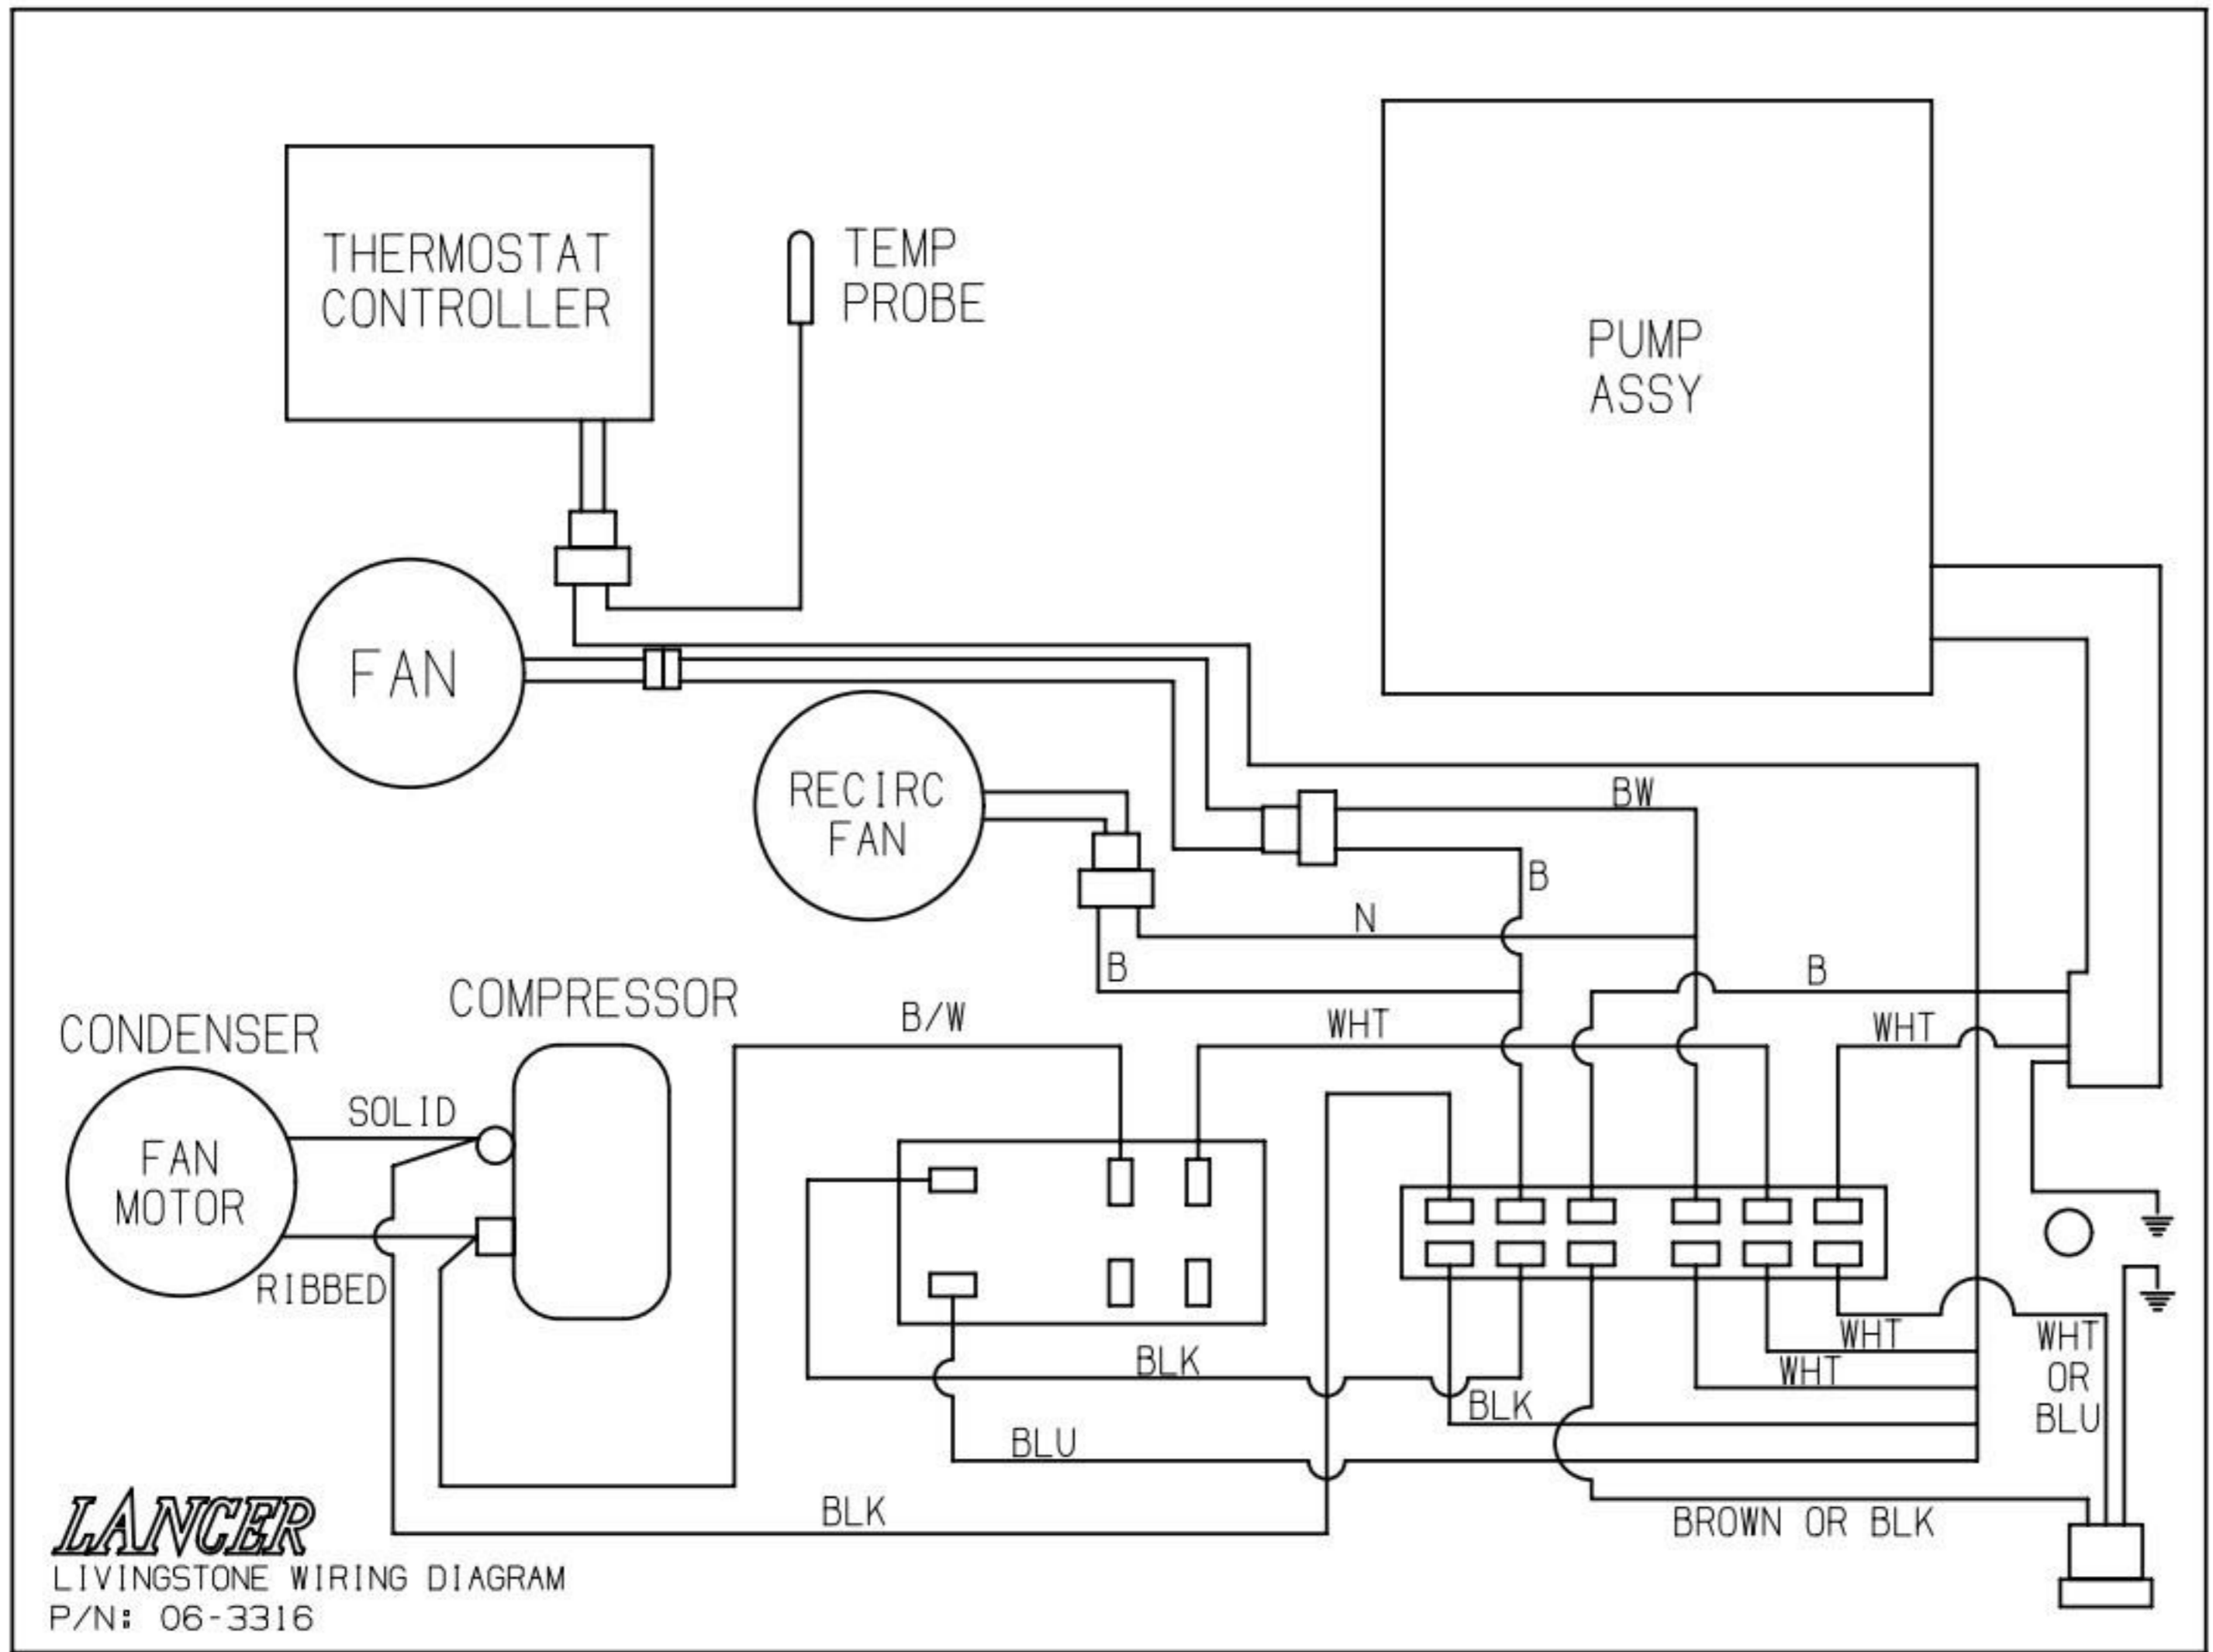 THERMOSTAT
CONTROLLER
TEMP
PROBE
PUMP
ASSY
FAN
RECIRC
FAN
BW
B
N
B
B
CONDENSER
COMPRESSOR
B/W
WHT
WHT
SOLID
FAN
MOTOR
RIBBED
BLK
WHT
WHT
WHT
OR
BLU
BLK
BLU
BLK
BROWN OR BLK
LANCER
LIVINGSTONE WIRING DIAGRAM
P/N: 06-3316